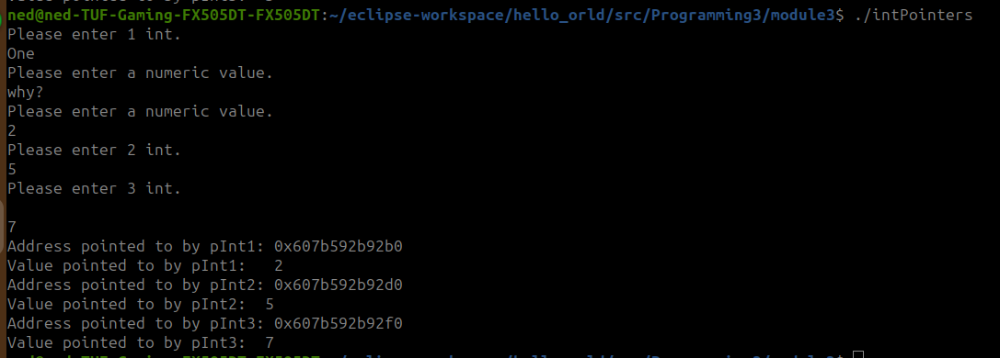 ned@ned-TUF-Gaming-FX505DT-FX505DT:~/eclipse-workspace/hello_orld/src/Programming3/module3$ ./intPointers
Please enter 1 int.
One
Please enter a numeric value.
why?
Please enter a numeric value.
2
Please enter 2 int.
5
Please enter 3 int.

7
Address pointed to by pInt1: 0x607b592b92b0
Value pointed to by pInt1:   2
Address pointed to by pInt2: 0x607b592b92d0
Value pointed to by pInt2:  5
Address pointed to by pInt3: 0x607b592b92f0
Value pointed to by pInt3:  7